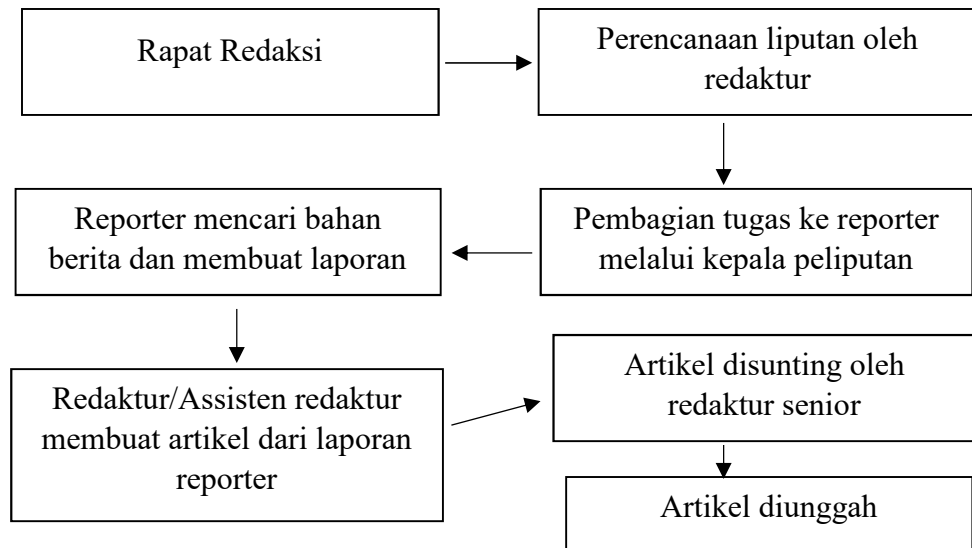 Rapat Redaksi
Perencanaan liputan oleh
redaktur
Pembagian tugas ke reporter
melalui kepala peliputan
Reporter mencari bahan
berita dan membuat laporan
Redaktur/Assisten redaktur
membuat artikel dari laporan
reporter
Artikel disunting oleh
redaktur senior
Artikel diunggah